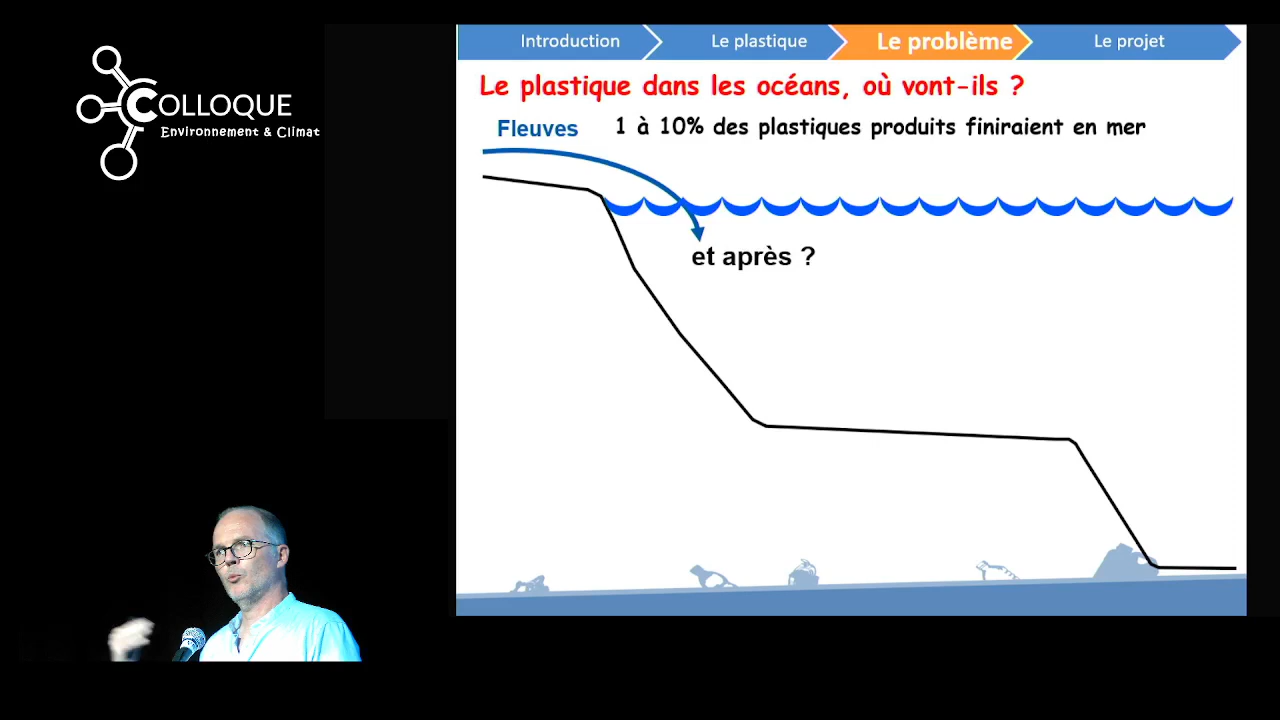 COLLOQUE
Environnement & Climat
Introduction
Le plastique
Le problème
Le projet
Le plastique dans les océans, où vont-ils ?
Fleuves
1 à 10% des plastiques produits finiraient en mer
et après ?